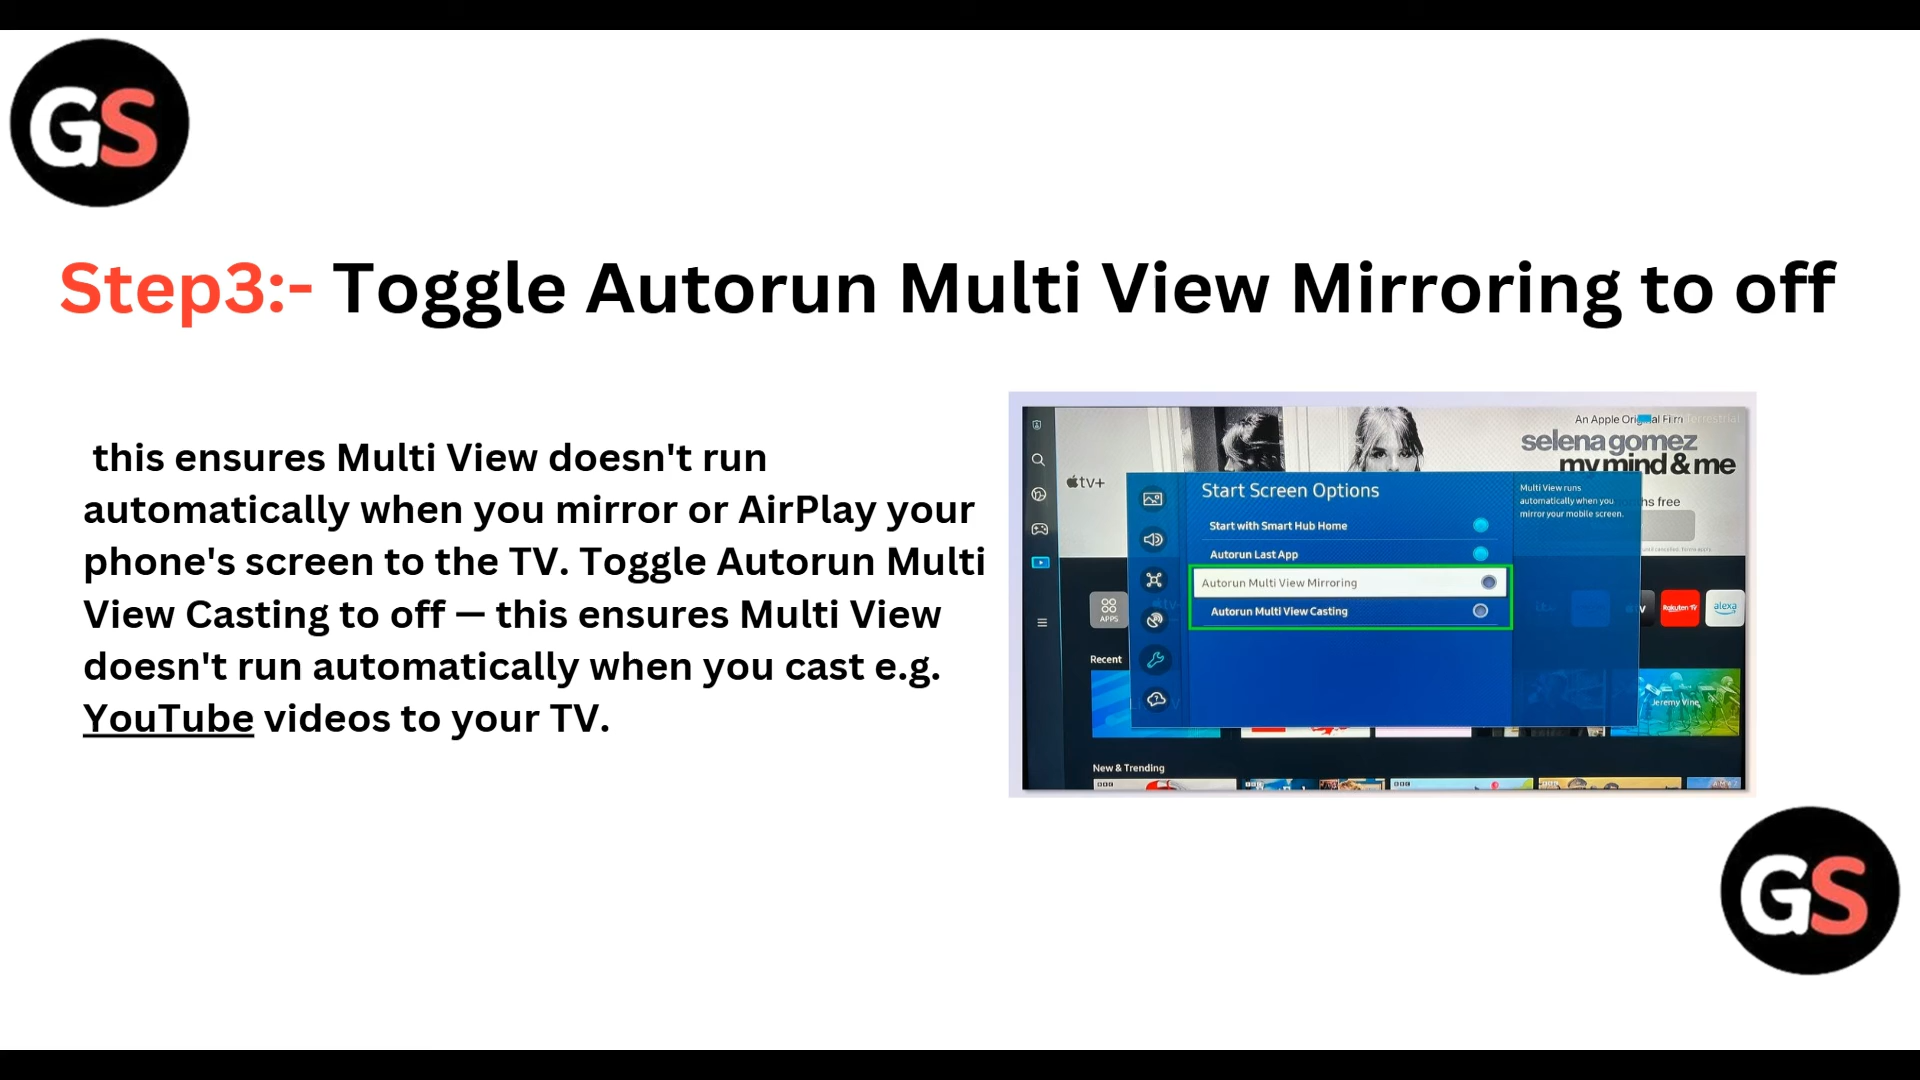 GS
Step3:- Toggle Autorun Multi View Mirroring to off
this ensures Multi View doesn't run
automatically when you mirror or AirPlay your
phone's screen to the TV. Toggle Autorun Multi
View Casting to off — this ensures Multi View
doesn't run automatically when you cast e.g.
YouTube videos to your TV.
An Apple Original Film
selena gomez
my mind & me
tv+
Start Screen Options
Start with Smart Hub Home
Autorun Last App
Autorun Multi View Mirroring
Autorun Multi View Casting
Multi View runs
automatically when you
mirror your mobile screen.
hs free
APPS
Rakuten TV
alexa
Recent
Jeremy Vine
New & Trending
BBC
BBC
GS